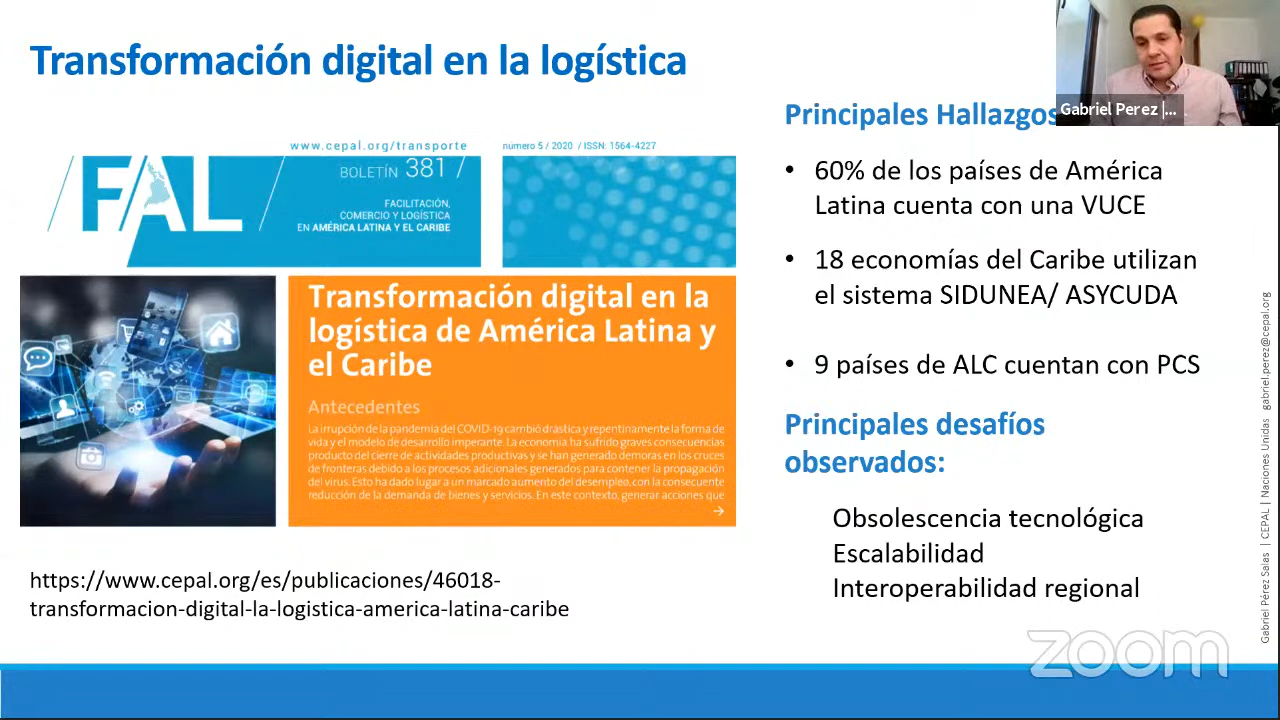 Transformación digital en la logística
Gabriel Perez |...
www.cepal.org/transporte
número 5 / 2020 / ISSN: 1564-4227
FAL
BOLETÍN 381 /
FACILITACIÓN,
COMERCIO Y LOGÍSTICA
EN AMÉRICA LATINA Y EL CARIBE
Transformación digital en la
logística de América Latina y
el Caribe
Antecedentes
La irrupción de la pandemia del COVID-19 cambió drástica y repentinamente la forma de
vida y el modelo de desarrollo imperante. La economía ha sufrido graves consecuencias
producto del cierre de actividades productivas y se han generado demoras en los cruces
de fronteras debido a los procesos adicionales generados para contener la propagación
del virus. Esto ha dado lugar a un marcado aumento del desempleo, con la consecuente
reducción de la demanda de bienes y servicios. En este contexto, generar acciones que
https://www.cepal.org/es/publicaciones/46018-
transformacion-digital-la-logistica-america-latina-caribe
Principales Hallazgos
• 60% de los países de América
Latina cuenta con una VUCE
• 18 economías del Caribe utilizan
el sistema SIDUNEA/ ASYCUDA
• 9 países de ALC cuentan con PCS
Principales desafíos
observados:
Obsolescencia tecnológica
Escalabilidad
Interoperabilidad regional
Gabriel Pérez Salas | CEPAL | Naciones Unidas gabriel.perez@cepal.org
zoom